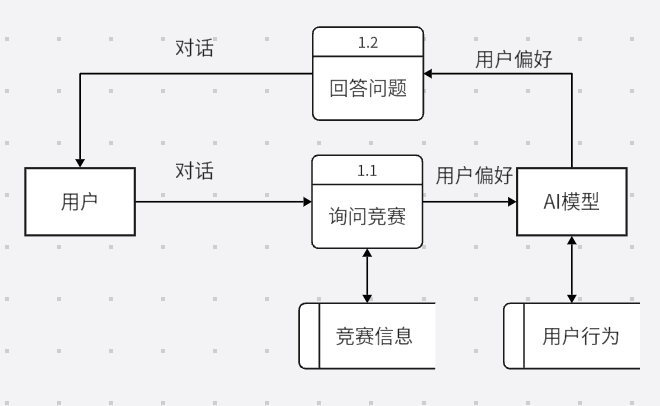 1.2
对话
用户偏好
回答问题
1.1
对话
用户偏好
用户
询问竞赛
AI模型
竞赛信息
用户行为